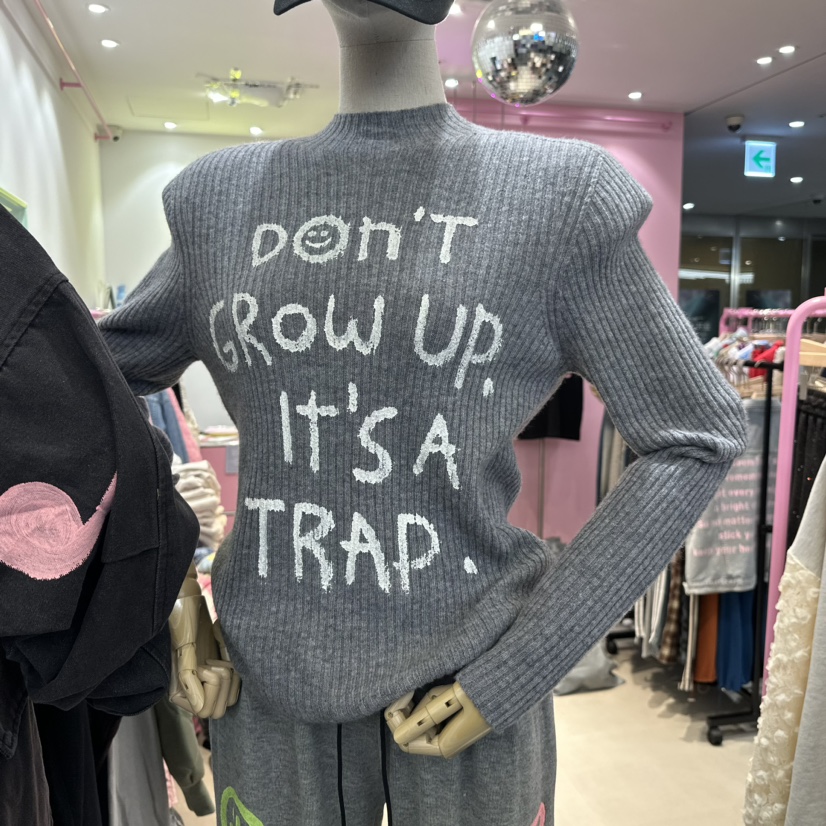 DON'T
GROW UP.
IT'S A
TRAP.